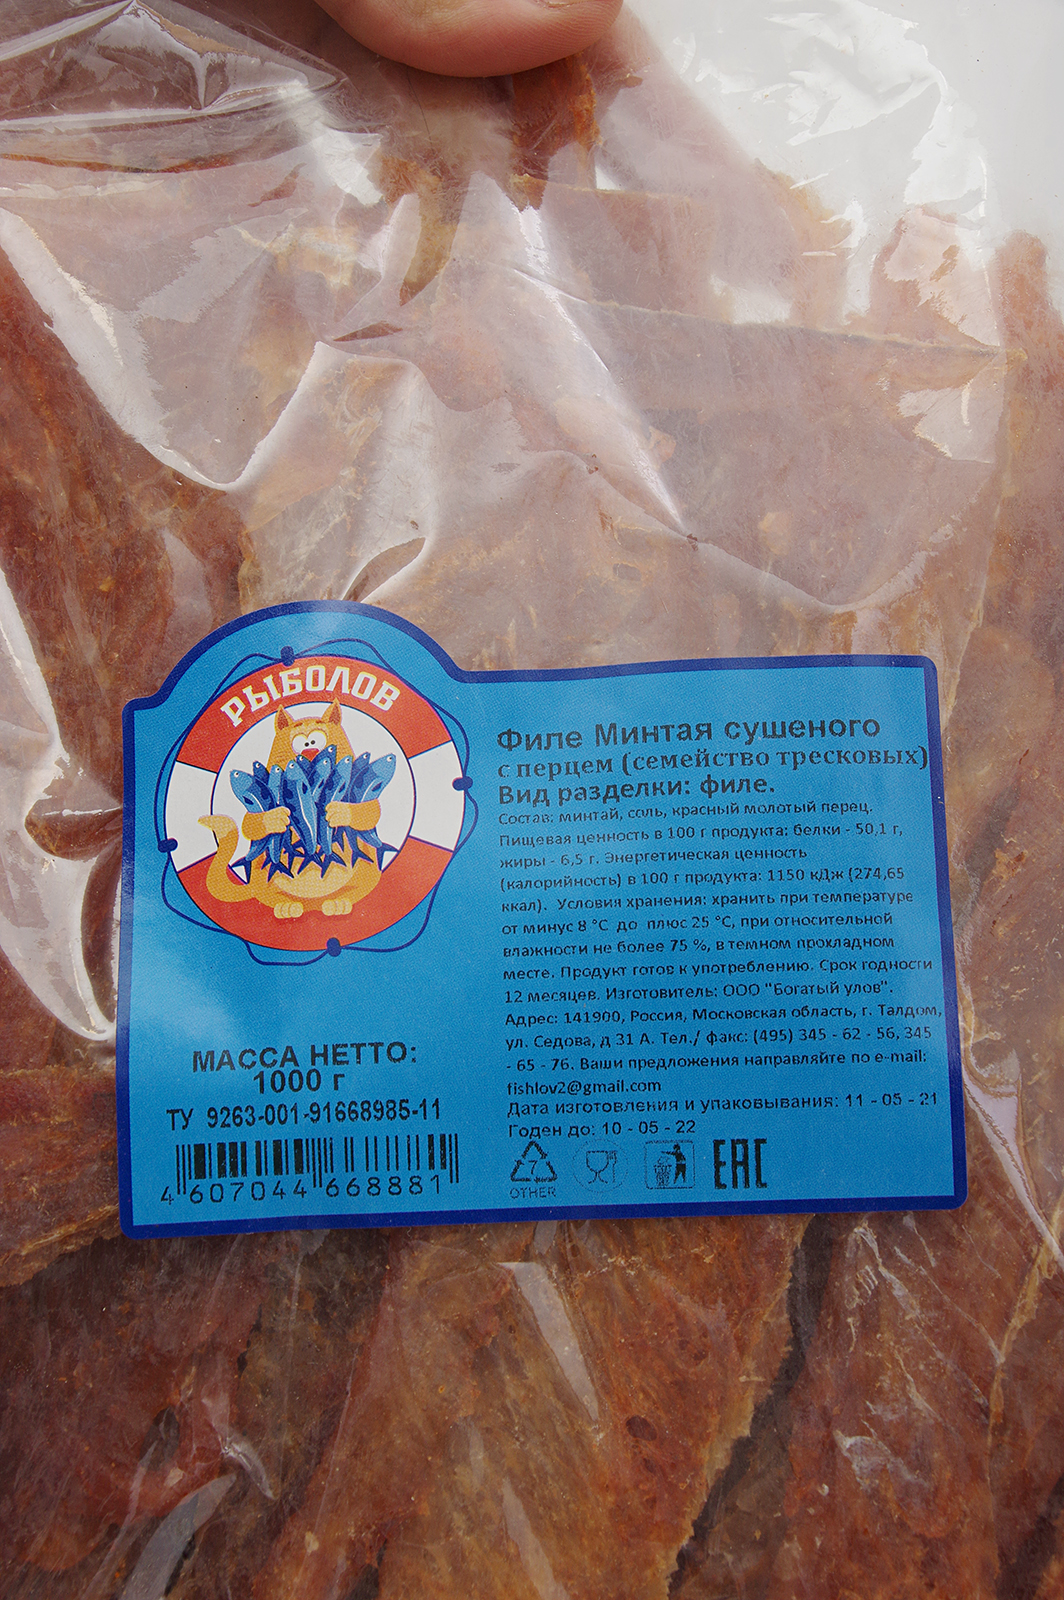 РЫБОЛОВ
Филе Минтая сушеного
с перцем (семейство тресковых)
Вид разделки: филе.
Состав: минтай, соль, красный молотый перец.
Пищевая ценность в 100 г продукта: белки - 50,1 г,
жиры - 6,5 г. Энергетическая ценность
(калорийность) в 100 г продукта: 1150 кДж (274,65
ккал). Условия хранения: хранить при температуре
от минус 8 °С до плюс 25 °С, при относительной
влажности не более 75 %, в темном прохладном
месте. Продукт готов к употреблению. Срок годности
12 месяцев. Изготовитель: ООО "Богатый улов".
Адрес: 141900, Россия, Московская область, г. Талдом,
ул. Седова, д 31 А. Тел./ факс: (495) 345 - 62 - 56, 345
- 65 - 76. Ваши предложения направляйте по e-mail:
fishlov2@gmail.com
Дата изготовления и упаковывания: 11 - 05 - 21
Годен до: 10 - 05 - 22
МАССА НЕТТО:
1000 г
ТУ 9263-001-91668985-11
4 607044 668881
7
OTHER
EAC